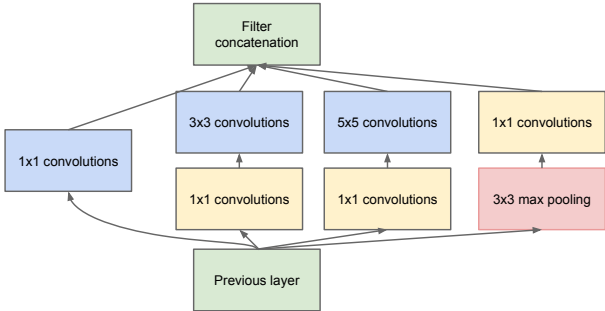 Filter
concatenation
3x3 convolutions
5x5 convolutions
1x1 convolutions
1x1 convolutions
1x1 convolutions
1x1 convolutions
3x3 max pooling
Previous layer